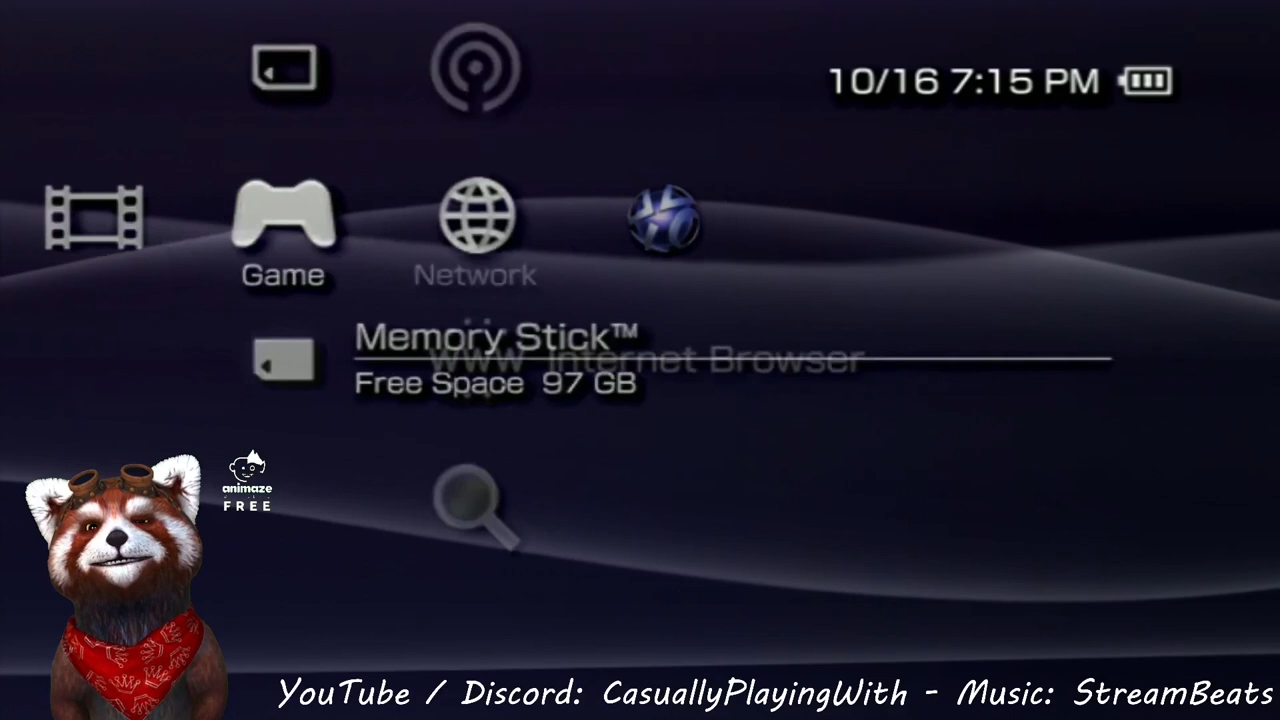 10/16 7:15 PM
Game
Network
Memory Stick™
www Internet Browser
Free Space 97 GB
animaze
FREE
YouTube / Discord: CasuallyPlayingWith - Music: StreamBeats